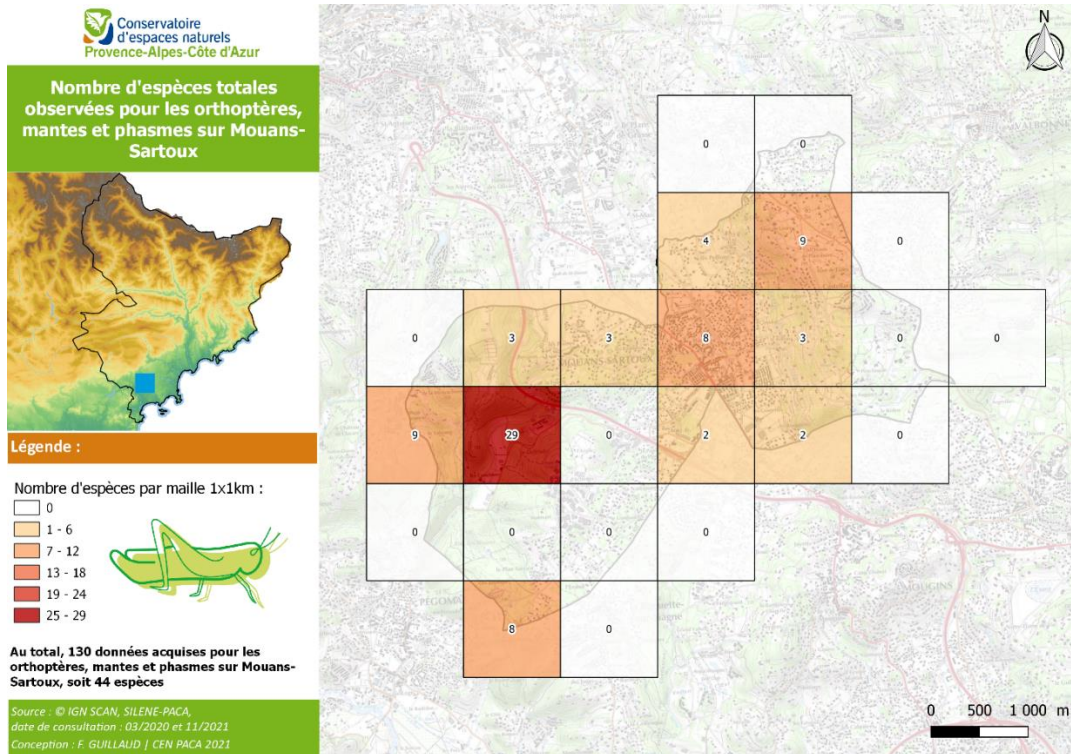 Conservatoire
d'espaces naturels
Provence-Alpes-Côte d'Azur
Nombre d'espèces totales
observées pour les orthoptères,
mantes et phasmes sur Mouans-
Sartoux
Légende :
Nombre d'espèces par maille 1x1km :
0
1 - 6
7 - 12
13 - 18
19 - 24
25 - 29
Au total, 130 données acquises pour les
orthoptères, mantes et phasmes sur Mouans-
Sartoux, soit 44 espèces
Source : © IGN SCAN, SILENE-PACA,
date de consultation : 03/2020 et 11/2021
Conception : F. GUILLAUD | CEN PACA 2021
N
0 0
4 9 0
0 3 3 8 3 0 0
MOUANS-SARTOUX
9 29 0 2 2 0
0 0 0 0
MOUGINS
8 0
0 500 1 000 m